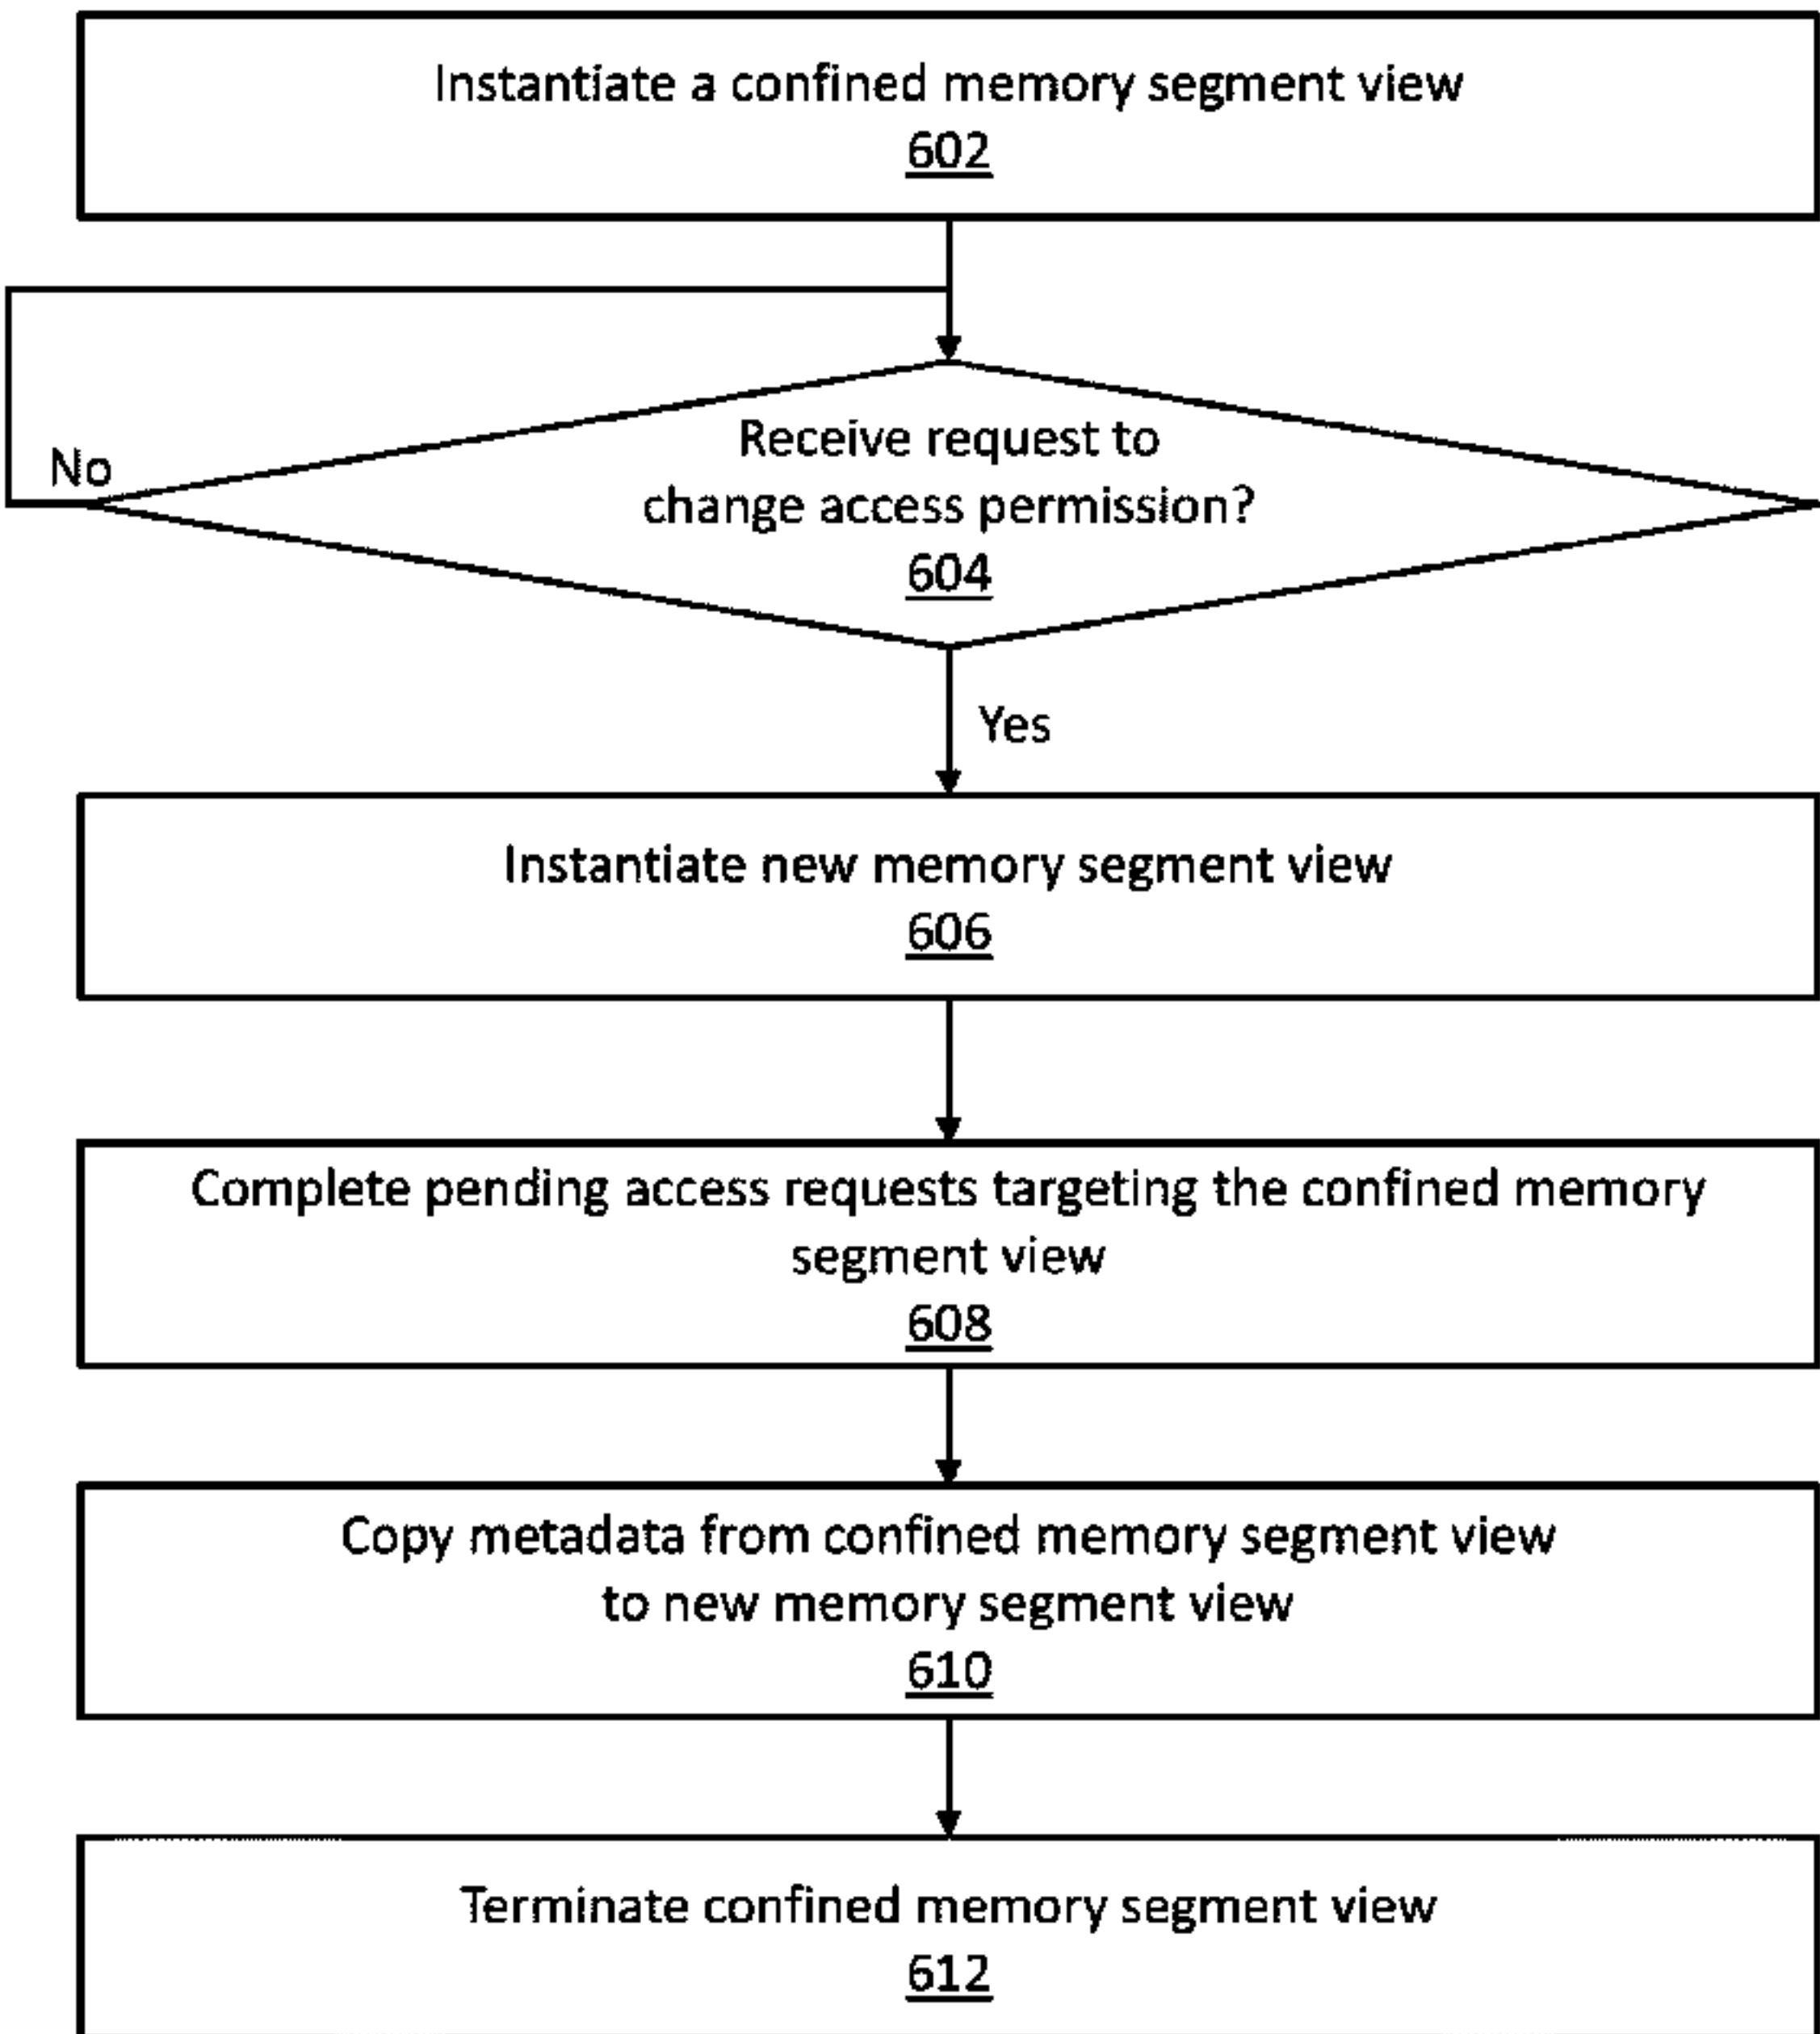 Instantiate a confined memory segment view
602
Receive request to
change access permission?
604
No
Yes
Instantiate new memory segment view
606
Complete pending access requests targeting the confined memory
segment view
608
Copy metadata from confined memory segment view
to new memory segment view
610
Terminate confined memory segment view
612